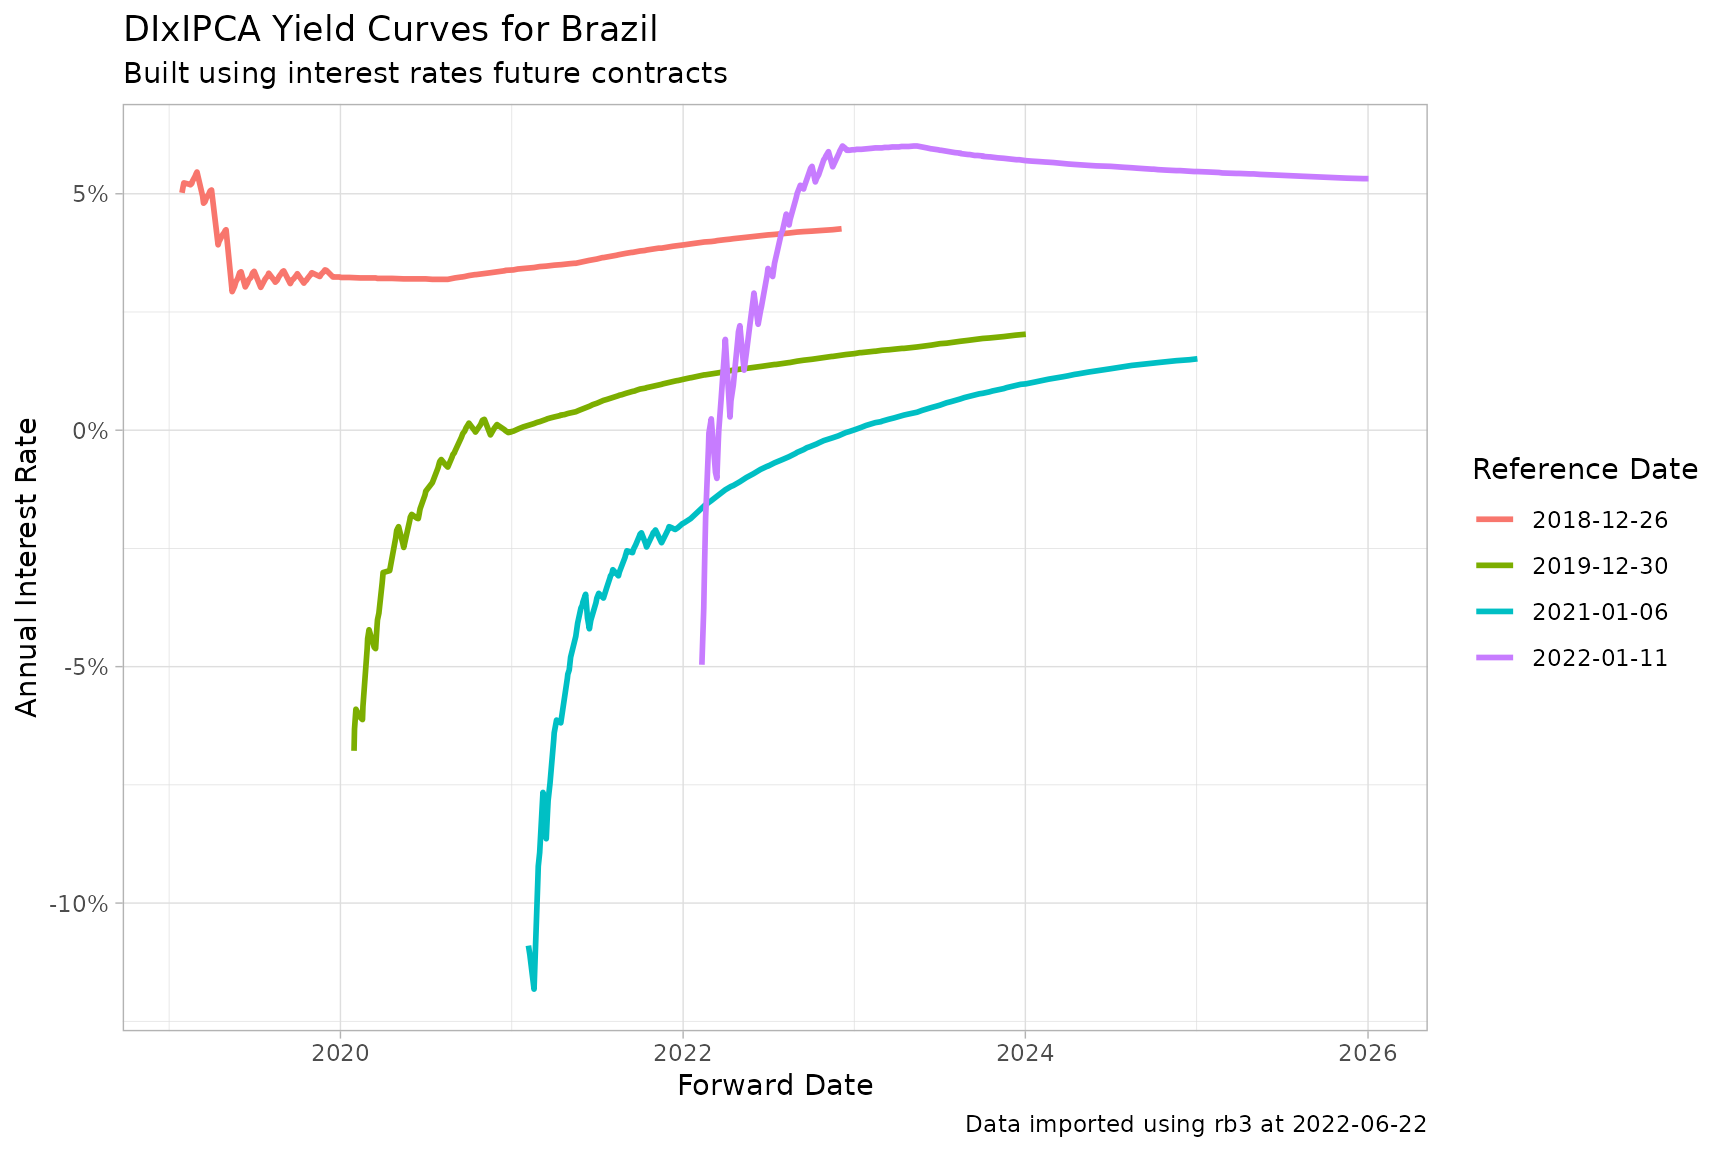 DIxIPCA Yield Curves for Brazil
Built using interest rates future contracts
Annual Interest Rate
5%
0%
-5%
-10%
2020
2022
2024
2026
Forward Date
Reference Date
2018-12-26
2019-12-30
2021-01-06
2022-01-11
Data imported using rb3 at 2022-06-22